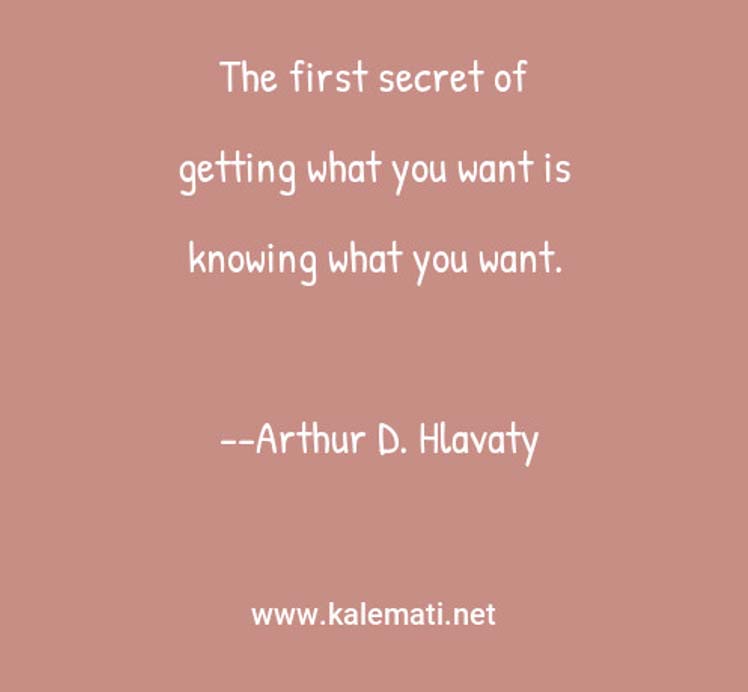 The first secret of
getting what you want is
knowing what you want.
--Arthur D. Hlavaty
www.kalemati.net